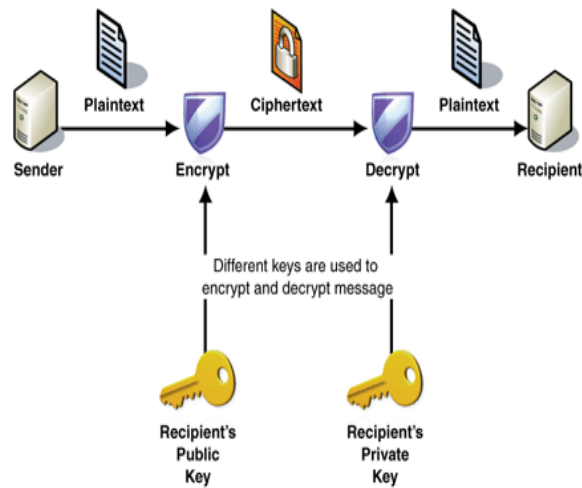 Plaintext
Ciphertext
Plaintext
Sender
Encrypt
Decrypt
Recipient
Different keys are used to
encrypt and decrypt message
Recipient's
Public
Key
Recipient's
Private
Key